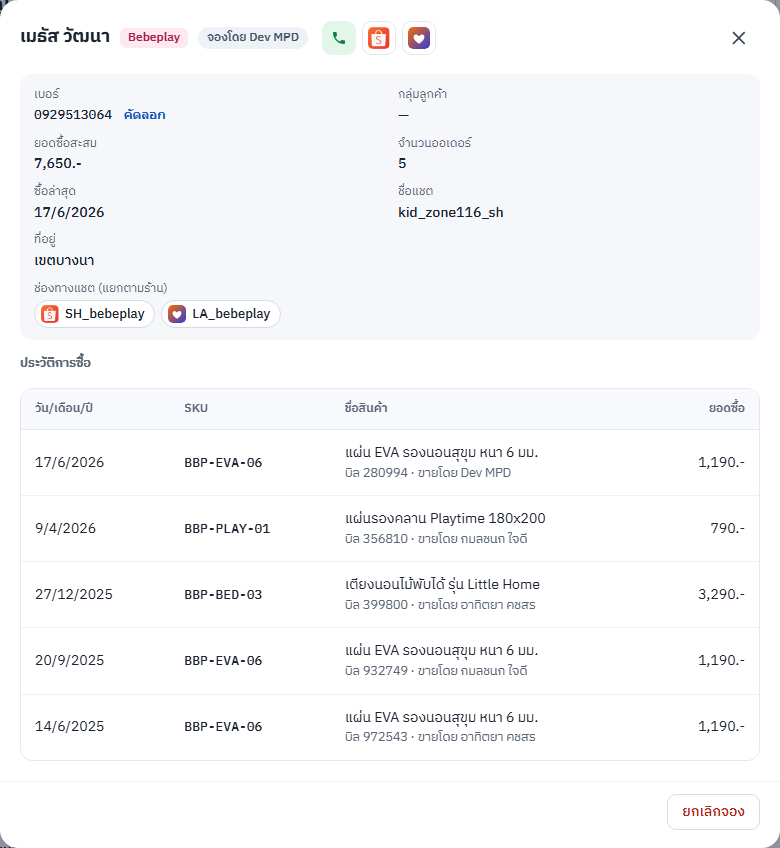 เมธัส วัฒนา Bebeplay จองโดย Dev MPD
เบอร์
0929513064 คัดลอก
กลุ่มลูกค้า
—
ยอดซื้อสะสม
7,650.-
จำนวนออเดอร์
5
ซื้อล่าสุด
17/6/2026
ชื่อแชต
kid_zone116_sh
ที่อยู่
เขตบางนา
ช่องทางแชต (แยกตามร้าน)
SH_bebeplay LA_bebeplay
ประวัติการซื้อ
วัน/เดือน/ปี SKU ชื่อสินค้า ยอดซื้อ
17/6/2026 BBP-EVA-06 แผ่น EVA รองนอนสุขุม หนา 6 มม. 1,190.-
บิล 280994 · ขายโดย Dev MPD
9/4/2026 BBP-PLAY-01 แผ่นรองคลาน Playtime 180x200 790.-
บิล 356810 · ขายโดย กมลชนก ใจดี
27/12/2025 BBP-BED-03 เตียงนอนไม้พับได้ รุ่น Little Home 3,290.-
บิล 399800 · ขายโดย อาทิตยา คชสร
20/9/2025 BBP-EVA-06 แผ่น EVA รองนอนสุขุม หนา 6 มม. 1,190.-
บิล 932749 · ขายโดย กมลชนก ใจดี
14/6/2025 BBP-EVA-06 แผ่น EVA รองนอนสุขุม หนา 6 มม. 1,190.-
บิล 972543 · ขายโดย อาทิตยา คชสร
ยกเลิกจอง